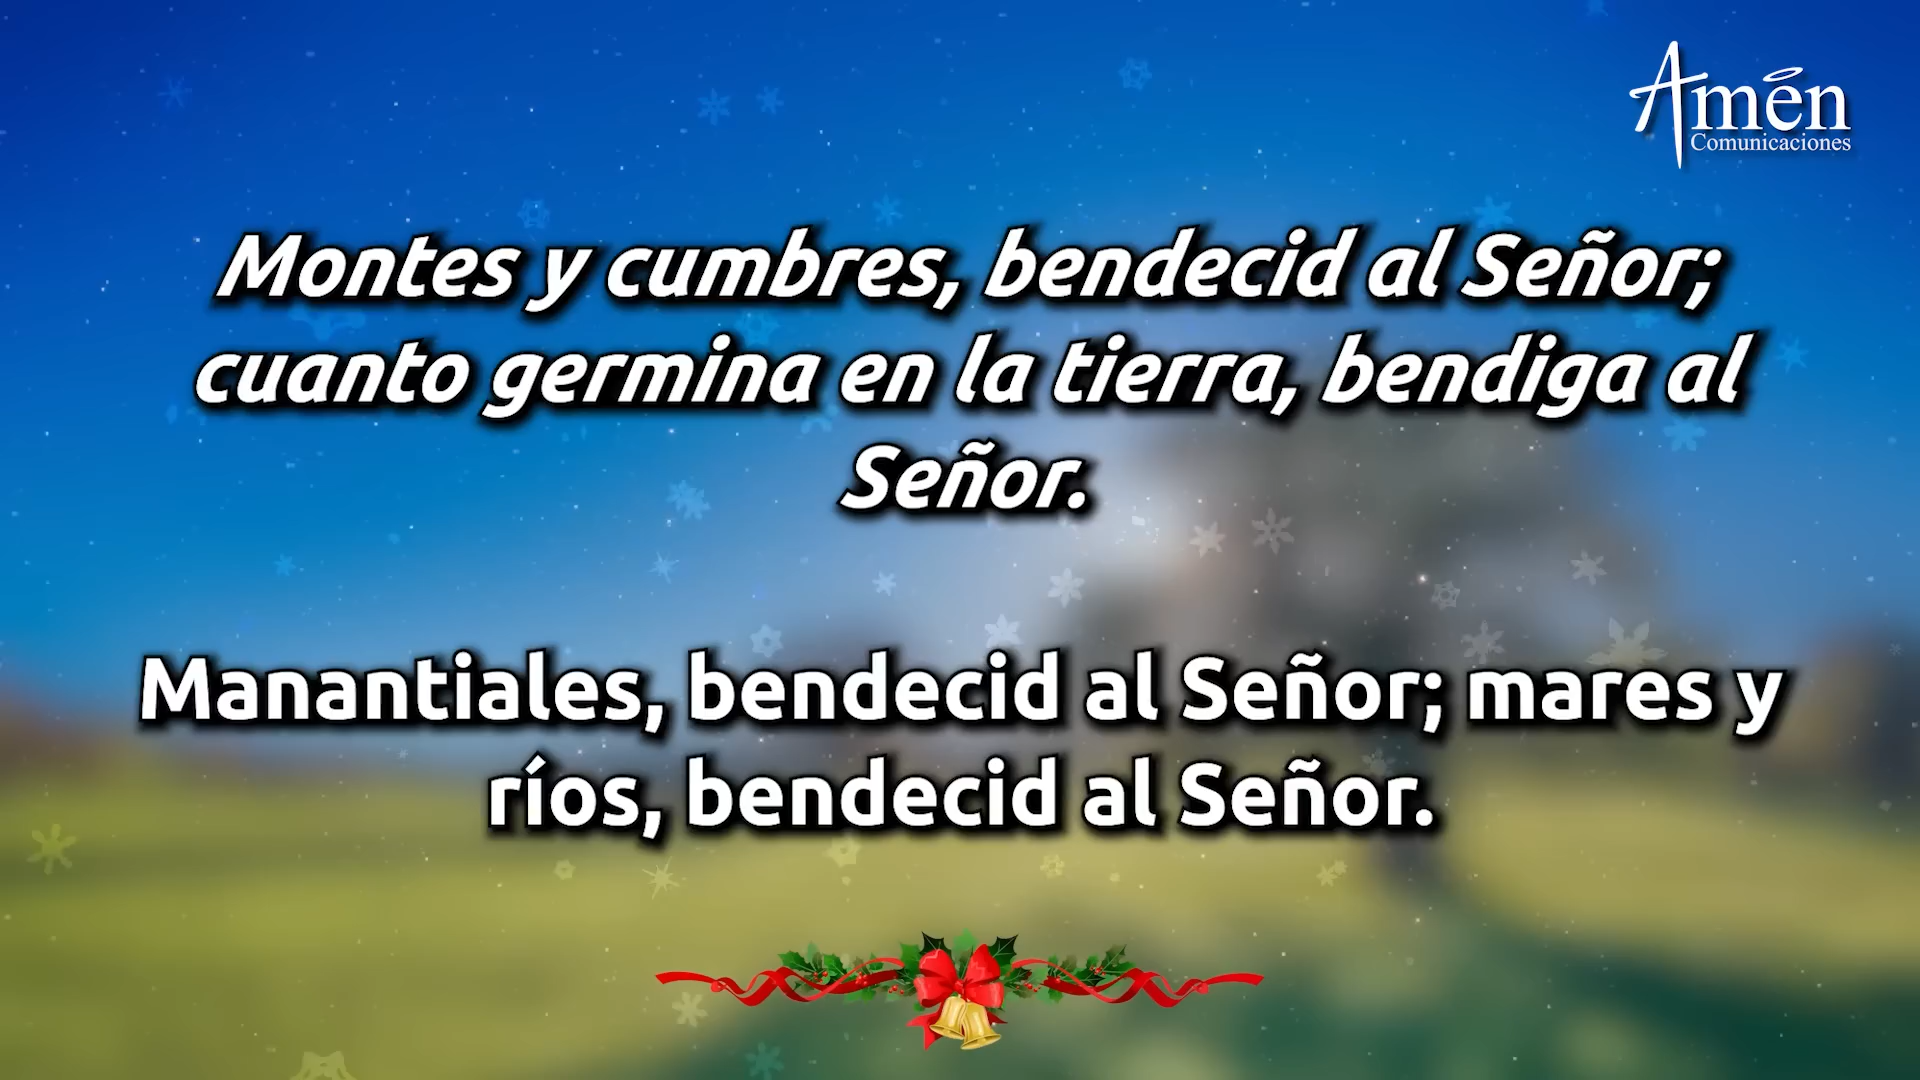 Amén
Comunicaciones
Montes y cumbres, bendecid al Señor;
cuanto germina en la tierra, bendiga al
Señor.
Manantiales, bendecid al Señor; mares y
ríos, bendecid al Señor.